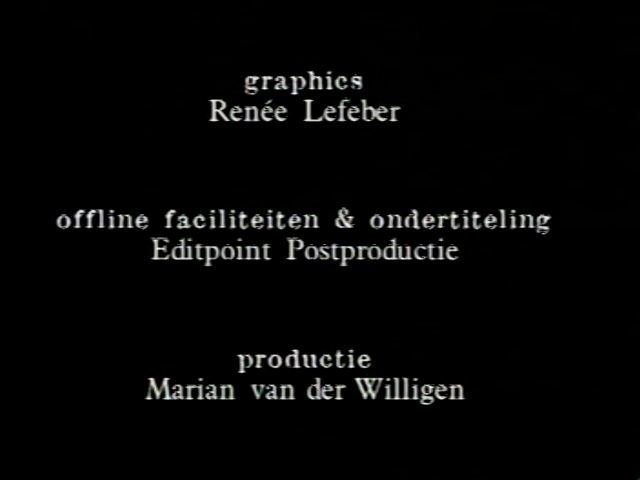 graphics
Renée Lefeber
offline faciliteiten & ondertiteling
Editpoint Postproductie
productie
Marian van der Willigen